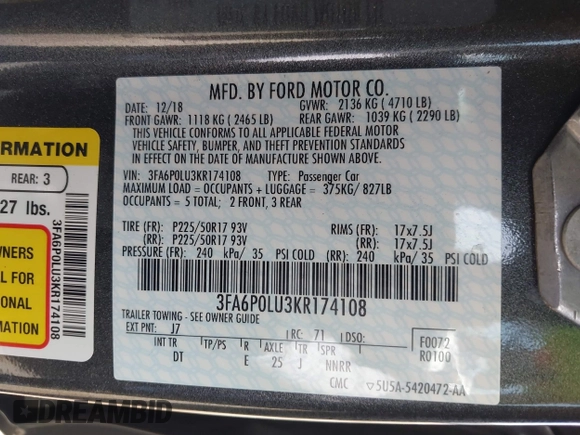 MFD. BY FORD MOTOR CO.
DATE: 12/18 GVWR: 2136 KG ( 4710 LB)
FRONT GAWR: 1118 KG ( 2465 LB) REAR GAWR: 1039 KG ( 2290 LB)
THIS VEHICLE CONFORMS TO ALL APPLICABLE FEDERAL MOTOR
VEHICLE SAFETY, BUMPER, AND THEFT PREVENTION STANDARDS
IN EFFECT ON THE DATE OF MANUFACTURE SHOWN ABOVE.
VIN: 3FA6P0LU3KR174108 TYPE: Passenger Car
MAXIMUM LOAD = OCCUPANTS + LUGGAGE = 375KG/ 827LB
OCCUPANTS = 5 TOTAL; 2 FRONT, 3 REAR
TIRE (FR): P225/50R17 93V RIMS (FR): 17x7.5J
(RR): P225/50R17 93V (RR): 17x7.5J
PRESSURE (FR): 240 kPa/ 35 PSI COLD (RR): 240 kPa/ 35 PSI COLD
3FA6P0LU3KR174108
TRAILER TOWING - SEE OWNER GUIDE
EXT PNT: J7 RC: 71 DSO: F0072
R0100
INT TR TP/PS R AXLE TR SPR
DT E 25 J NNRR
CMC 5U5A-5420472-AA
FORMATION
REAR: 3
27 lbs.
WNERS
L FOR
ONAL
MATION
3FA6P0LU3KR174108
DREAMBID